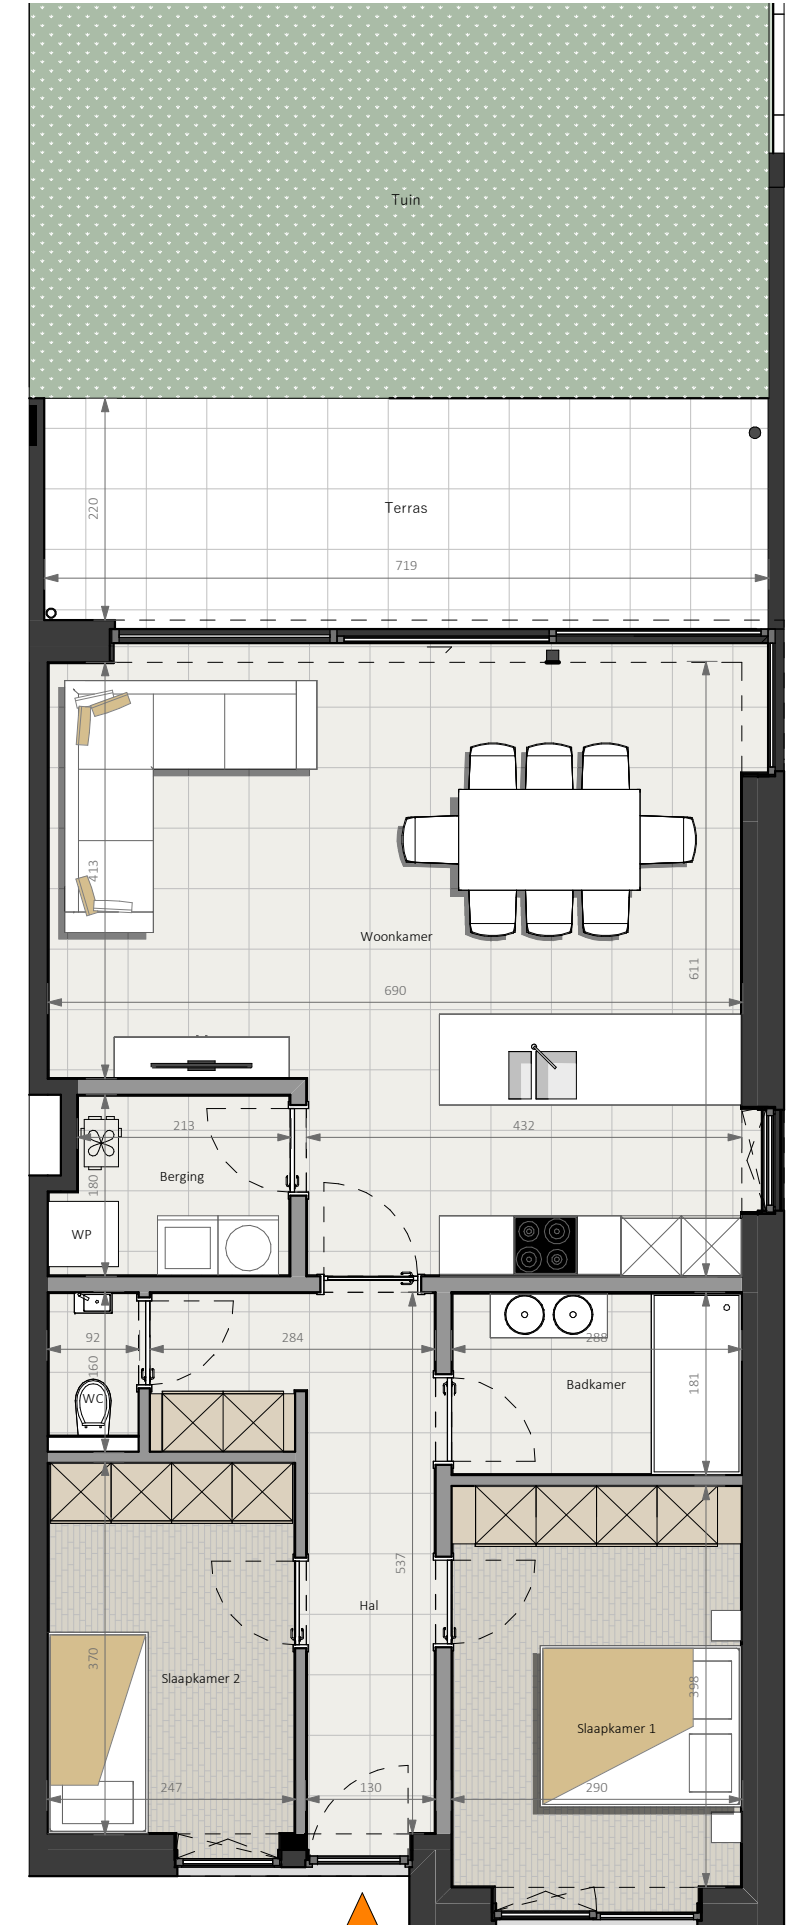 Tuin
220
Terras
719
413
Woonkamer
611
690
213
432
Berging
180
WP
92
284
288
160
WC
Badkamer
181
537
Hal
370
Slaapkamer 2
398
Slaapkamer 1
247
130
290